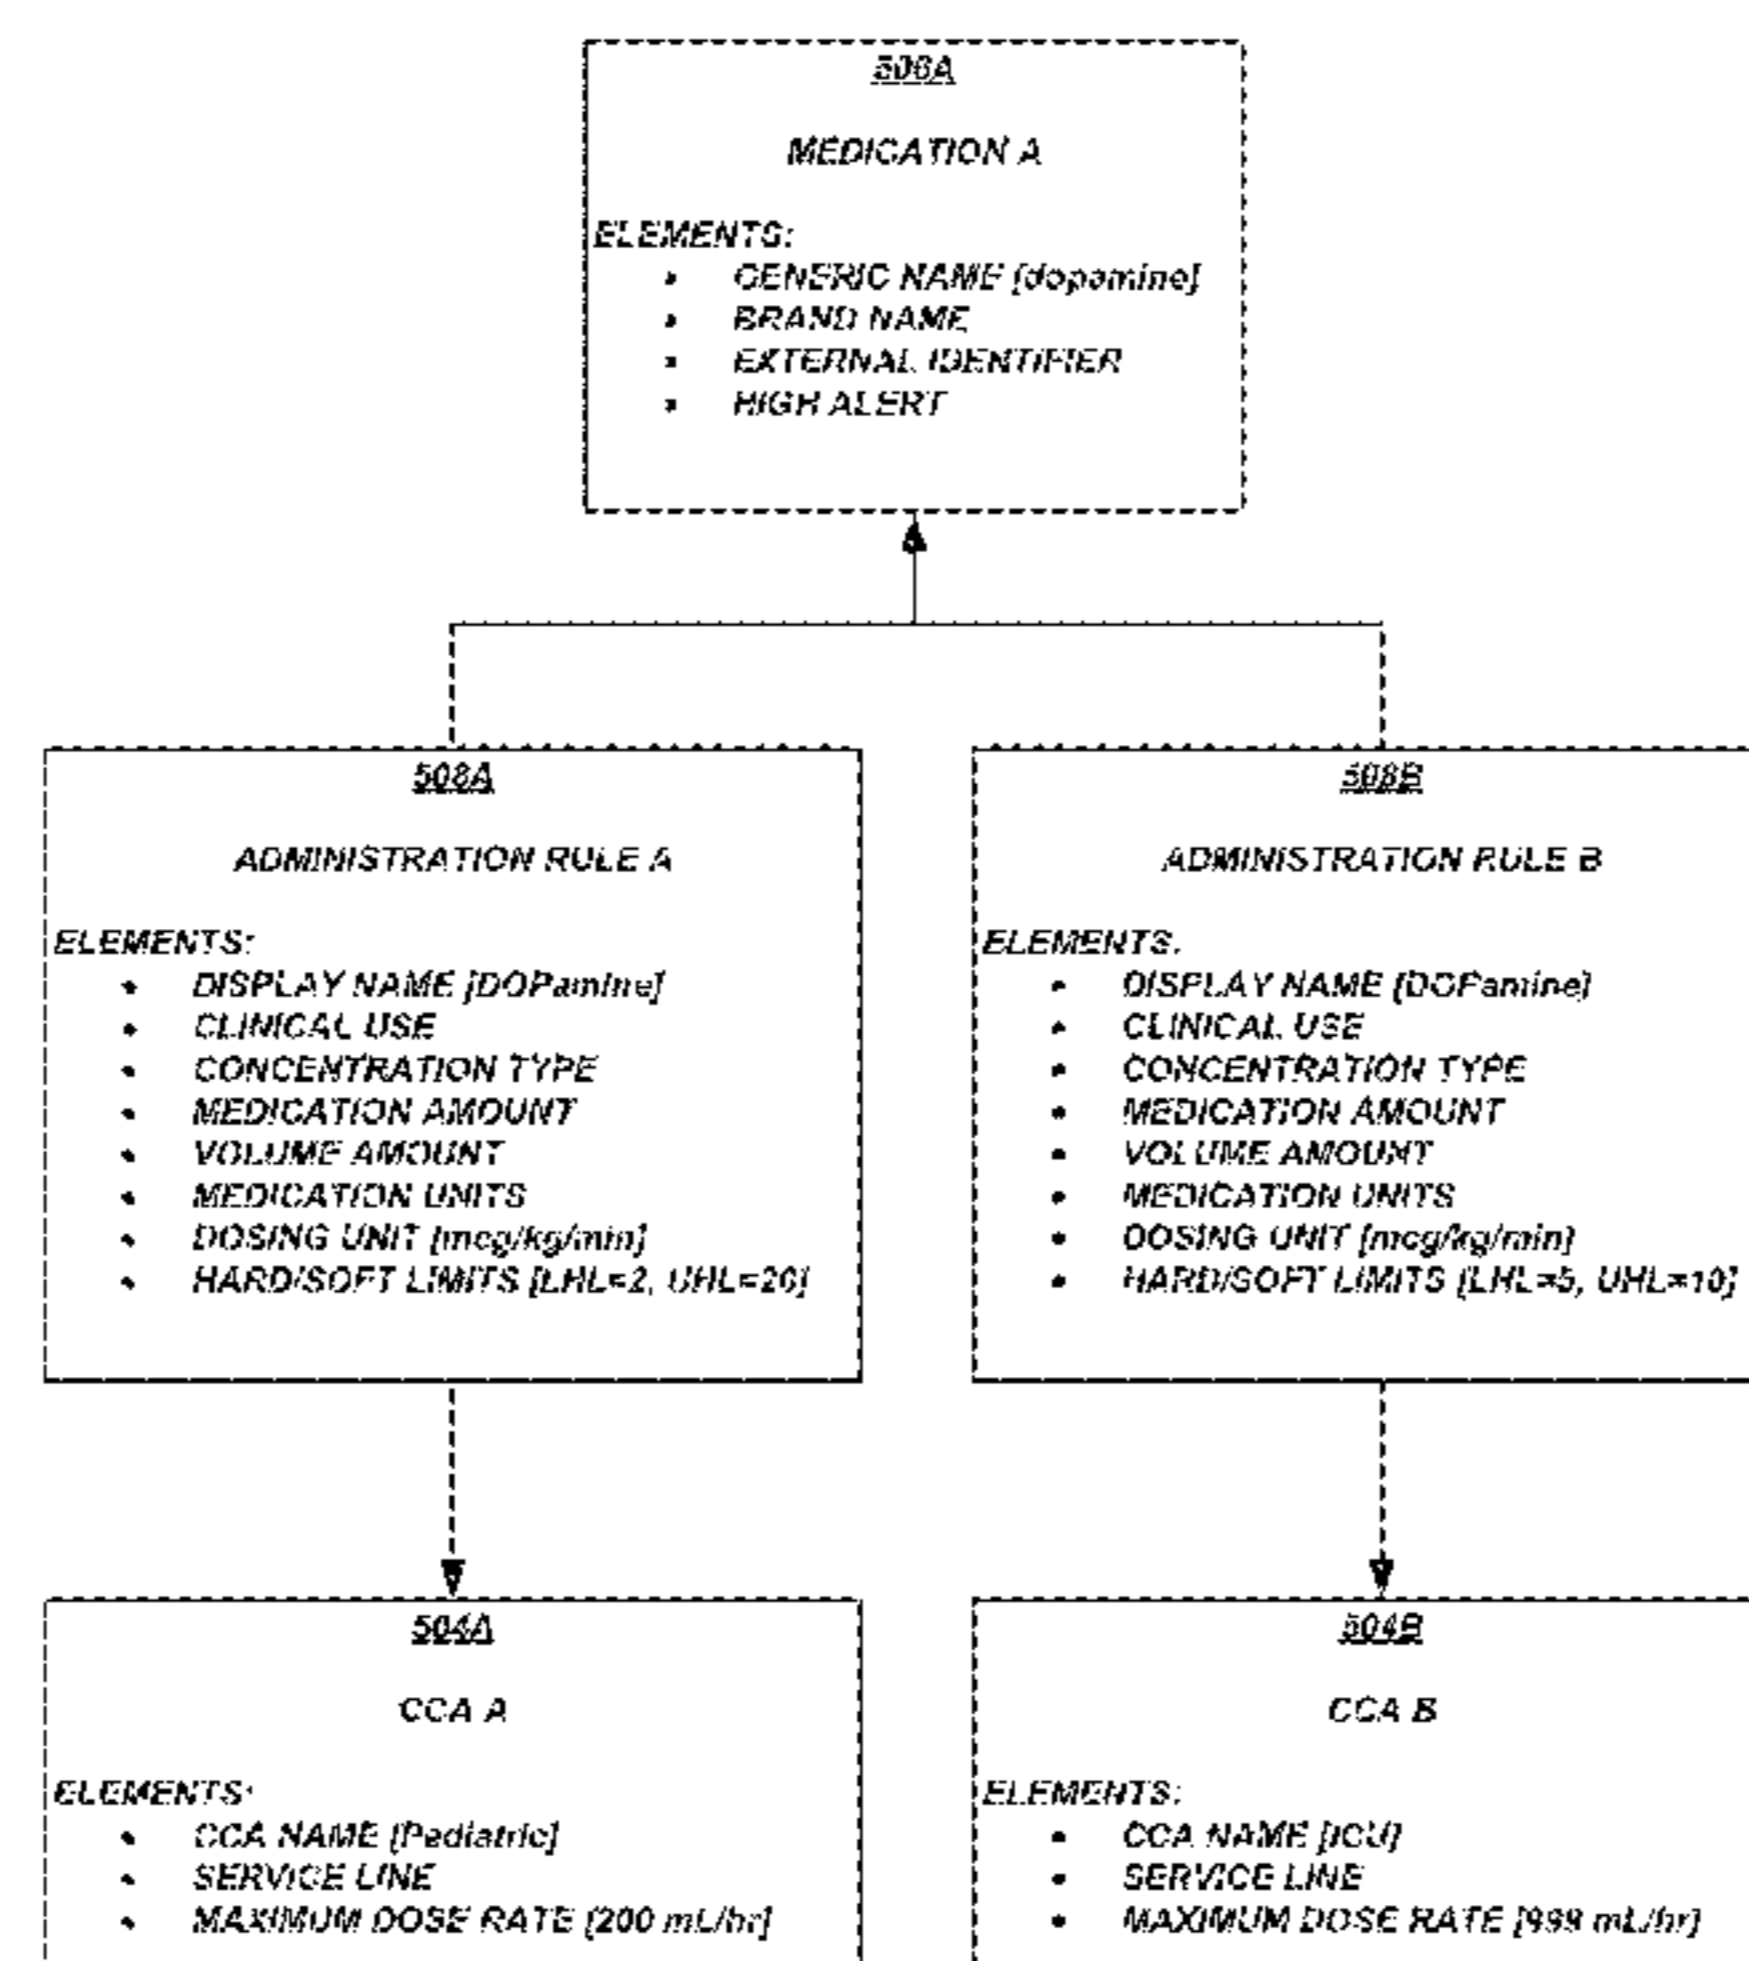 506A
MEDICATION A
ELEMENTS:
• GENERIC NAME [dopamine]
• BRAND NAME
• EXTERNAL IDENTIFIER
• HIGH ALERT
508A
ADMINISTRATION RULE A
ELEMENTS:
• DISPLAY NAME [DOPamine]
• CLINICAL USE
• CONCENTRATION TYPE
• MEDICATION AMOUNT
• VOLUME AMOUNT
• MEDICATION UNITS
• DOSING UNIT [mcg/kg/min]
• HARD/SOFT LIMITS [LHL=2, UHL=20]
508B
ADMINISTRATION RULE B
ELEMENTS:
• DISPLAY NAME [DOPamine]
• CLINICAL USE
• CONCENTRATION TYPE
• MEDICATION AMOUNT
• VOLUME AMOUNT
• MEDICATION UNITS
• DOSING UNIT [mcg/kg/min]
• HARD/SOFT LIMITS [LHL=5, UHL=10]
504A
CCA A
ELEMENTS:
• CCA NAME [Pediatric]
• SERVICE LINE
• MAXIMUM DOSE RATE [200 mL/hr]
504B
CCA B
ELEMENTS:
• CCA NAME [ICU]
• SERVICE LINE
• MAXIMUM DOSE RATE [999 mL/hr]